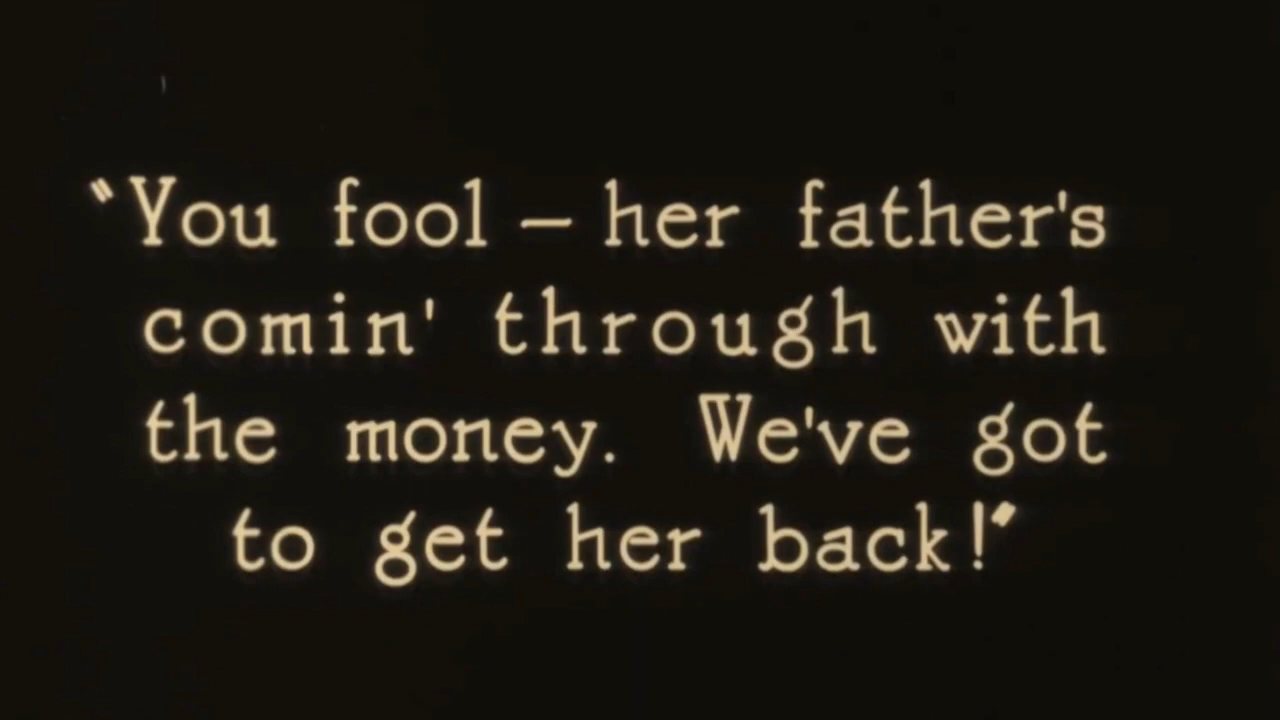 "You fool — her father's
comin' through with
the money. We've got
to get her back!"